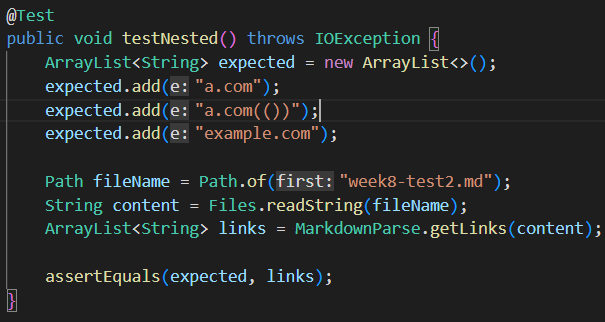 @Test
public void testNested() throws IOException {
    ArrayList<String> expected = new ArrayList<>();
    expected.add(e: "a.com");
    expected.add(e: "a.com(())");
    expected.add(e: "example.com");

    Path fileName = Path.of(first: "week8-test2.md");
    String content = Files.readString(fileName);
    ArrayList<String> links = MarkdownParse.getLinks(content);

    assertEquals(expected, links);
}